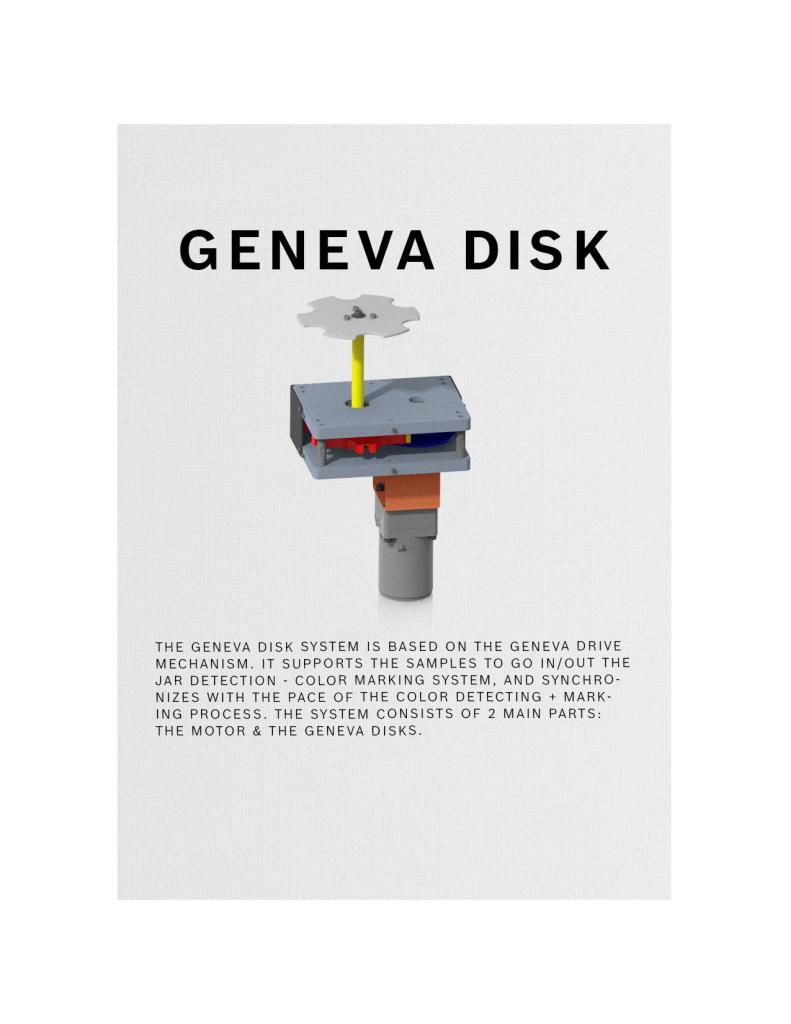 GENEVA DISK
THE GENEVA DISK SYSTEM IS BASED ON THE GENEVA DRIVE
MECHANISM. IT SUPPORTS THE SAMPLES TO GO IN/OUT THE
JAR DETECTION - COLOR MARKING SYSTEM, AND SYNCHRO-
NIZES WITH THE PACE OF THE COLOR DETECTING + MARK-
ING PROCESS. THE SYSTEM CONSISTS OF 2 MAIN PARTS:
THE MOTOR & THE GENEVA DISKS.